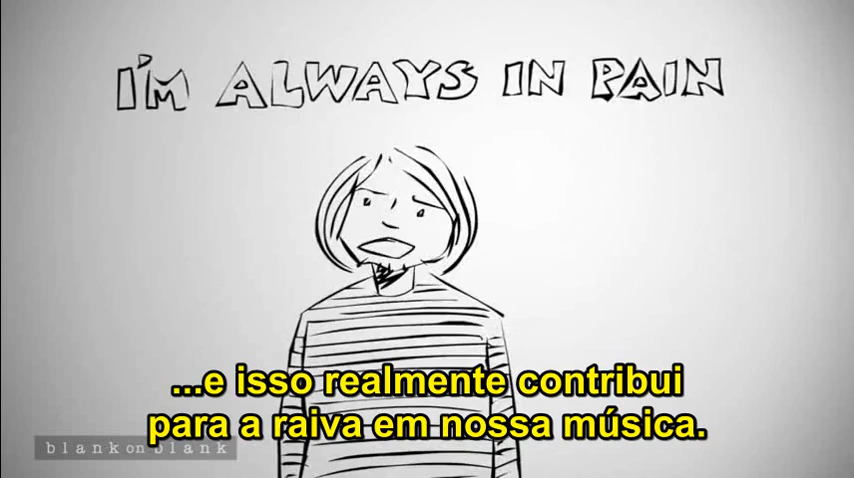 I'M ALWAYS IN PAIN
...e isso realmente contribui
para a raiva em nossa música.
blank on blank